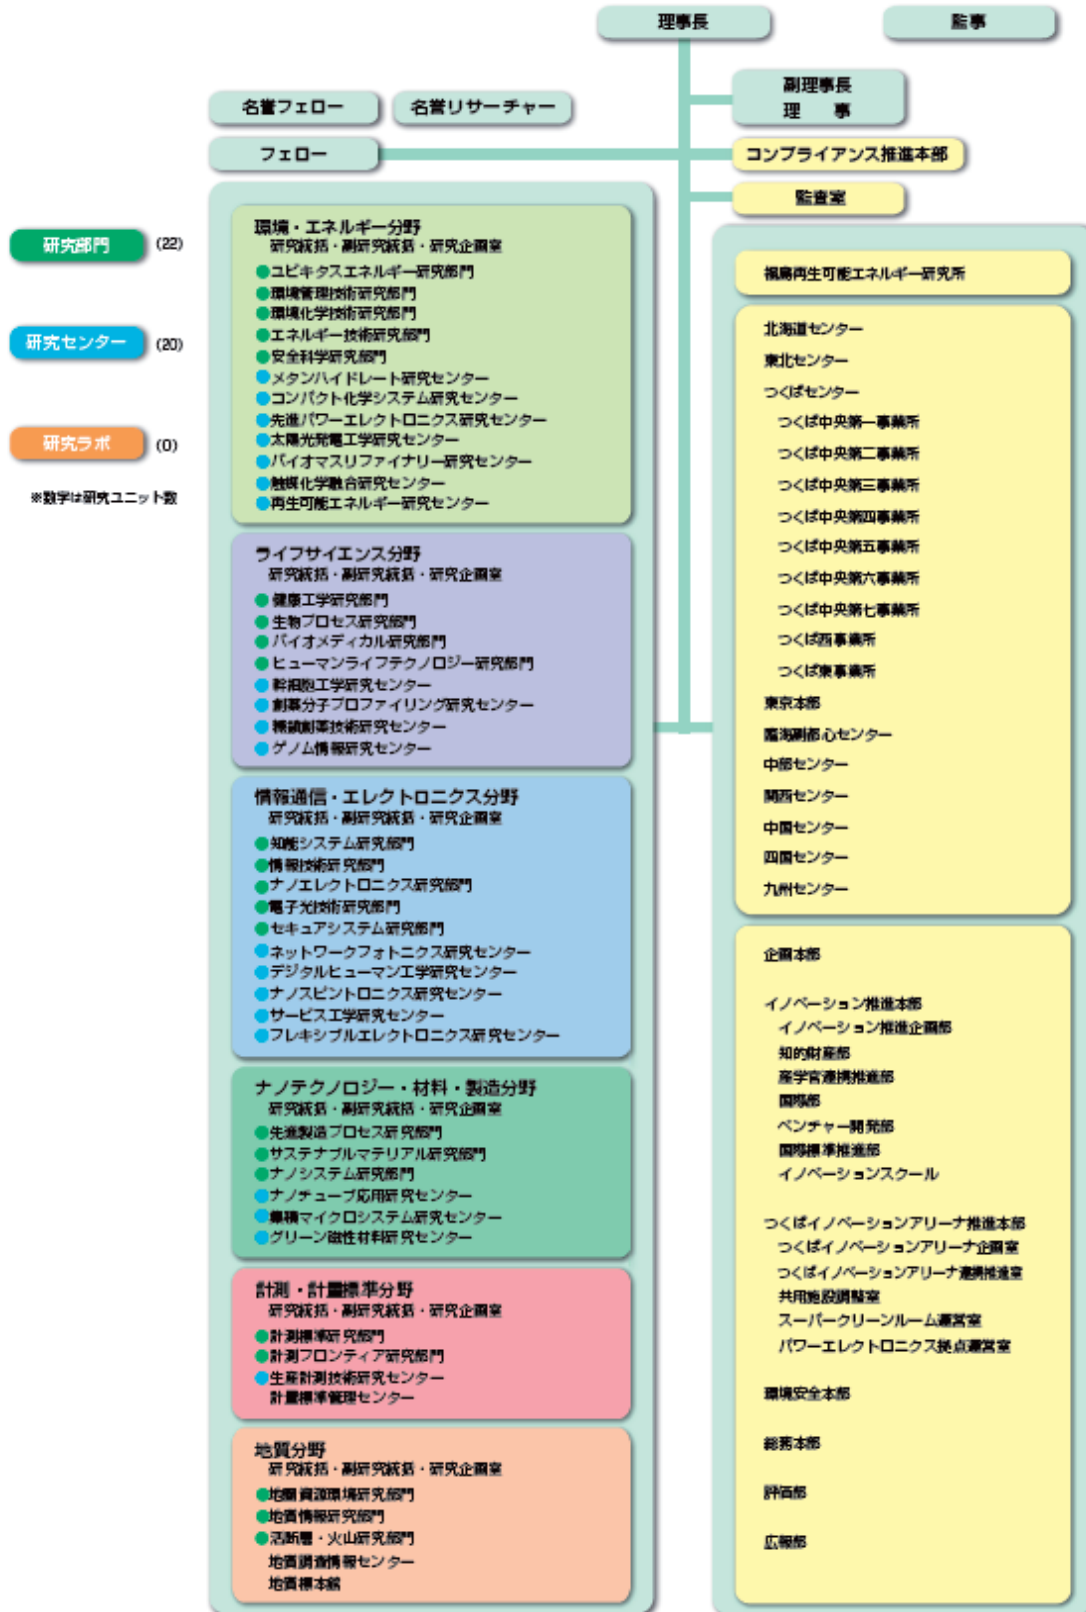 理事長
監事
副理事長
理　事
名誉フェロー
名誉リサーチャー
フェロー
コンプライアンス推進本部
監査室
研究部門 (22)
研究センター (20)
研究ラボ (0)
※数字は研究ユニット数
環境・エネルギー分野
研究統括・副研究統括・研究企画室
●ユビキタスエネルギー研究部門
●環境管理技術研究部門
●環境化学技術研究部門
●エネルギー技術研究部門
●安全科学研究部門
●メタンハイドレート研究センター
●コンパクト化学システム研究センター
●先進パワーエレクトロニクス研究センター
●太陽光発電工学研究センター
●バイオマスリファイナリー研究センター
●触媒化学融合研究センター
●再生可能エネルギー研究センター
ライフサイエンス分野
研究統括・副研究統括・研究企画室
●健康工学研究部門
●生物プロセス研究部門
●バイオメディカル研究部門
●ヒューマンライフテクノロジー研究部門
●幹細胞工学研究センター
●創薬分子プロファイリング研究センター
●糖鎖創薬技術研究センター
●ゲノム情報研究センター
情報通信・エレクトロニクス分野
研究統括・副研究統括・研究企画室
●知能システム研究部門
●情報技術研究部門
●ナノエレクトロニクス研究部門
●電子光技術研究部門
●セキュアシステム研究部門
●ネットワークフォトニクス研究センター
●デジタルヒューマン工学研究センター
●ナノスピントロニクス研究センター
●サービス工学研究センター
●フレキシブルエレクトロニクス研究センター
ナノテクノロジー・材料・製造分野
研究統括・副研究統括・研究企画室
●先進製造プロセス研究部門
●サステナブルマテリアル研究部門
●ナノシステム研究部門
●ナノチューブ応用研究センター
●集積マイクロシステム研究センター
●グリーン磁性材料研究センター
計測・計量標準分野
研究統括・副研究統括・研究企画室
●計測標準研究部門
●計測フロンティア研究部門
●生産計測技術研究センター
計量標準管理センター
地質分野
研究統括・副研究統括・研究企画室
●地圏資源環境研究部門
●地質情報研究部門
●活断層・火山研究部門
地質調査情報センター
地質標本館
福島再生可能エネルギー研究所
北海道センター
東北センター
つくばセンター
つくば中央第一事業所
つくば中央第二事業所
つくば中央第三事業所
つくば中央第四事業所
つくば中央第五事業所
つくば中央第六事業所
つくば中央第七事業所
つくば西事業所
つくば東事業所
東京本部
臨海副都心センター
中部センター
関西センター
中国センター
四国センター
九州センター
企画本部
イノベーション推進本部
イノベーション推進企画部
知的財産部
産学官連携推進部
国際部
ベンチャー開発部
国際標準推進部
イノベーションスクール
つくばイノベーションアリーナ推進本部
つくばイノベーションアリーナ企画室
つくばイノベーションアリーナ連携推進室
共用施設調整室
スーパークリーンルーム運営室
パワーエレクトロニクス拠点運営室
環境安全本部
総務本部
評価部
広報部